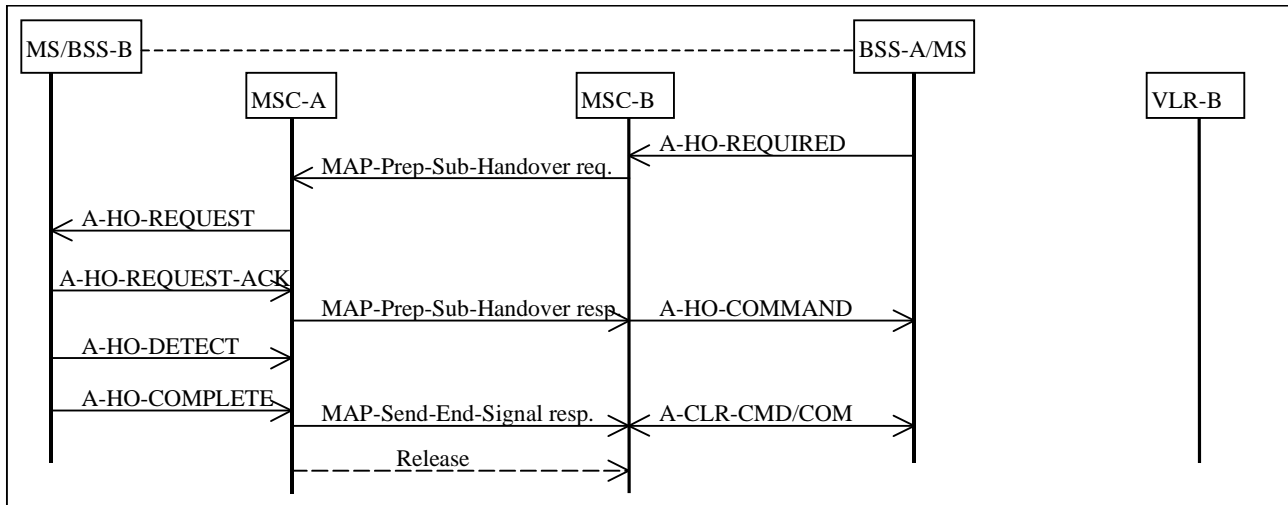 MS/BSS-B
BSS-A/MS
MSC-A
MSC-B
VLR-B
A-HO-REQUIRED
MAP-Prep-Sub-Handover req.
A-HO-REQUEST
A-HO-REQUEST-ACK
MAP-Prep-Sub-Handover resp.
A-HO-COMMAND
A-HO-DETECT
A-HO-COMPLETE
MAP-Send-End-Signal resp.
A-CLR-CMD/COM
Release